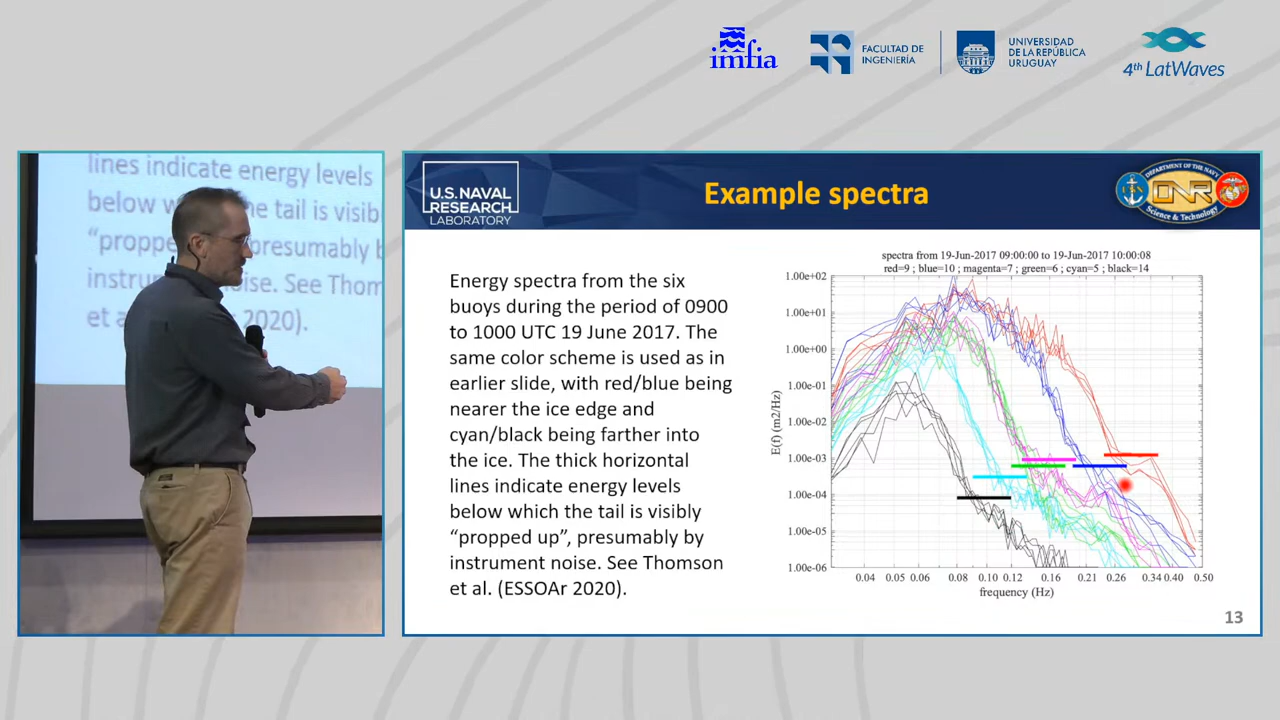 imfia
FACULTAD DE
INGENIERÍA
UNIVERSIDAD
DE LA REPÚBLICA
URUGUAY
4th LatWaves
lines indicate energy levels
below w he tail is visib
"proppe presumably b
instrum ise. See Thom
et a 2020).
U.S. NAVAL
RESEARCH
LABORATORY
Example spectra
DEPARTMENT OF THE NAVY
ONR
Science & Technology
Energy spectra from the six
buoys during the period of 0900
to 1000 UTC 19 June 2017. The
same color scheme is used as in
earlier slide, with red/blue being
nearer the ice edge and
cyan/black being farther into
the ice. The thick horizontal
lines indicate energy levels
below which the tail is visibly
"propped up", presumably by
instrument noise. See Thomson
et al. (ESSOAr 2020).
spectra from 19-Jun-2017 09:00:00 to 19-Jun-2017 10:00:08
red=9 ; blue=10 ; magenta=7 ; green=6 ; cyan=5 ; black=14
E(f) (m2/Hz)
1.00e+02
1.00e+01
1.00e+00
1.00e-01
1.00e-02
1.00e-03
1.00e-04
1.00e-05
1.00e-06
0.04 0.05 0.06 0.08 0.10 0.12 0.16 0.21 0.26 0.34 0.40 0.50
frequency (Hz)
13